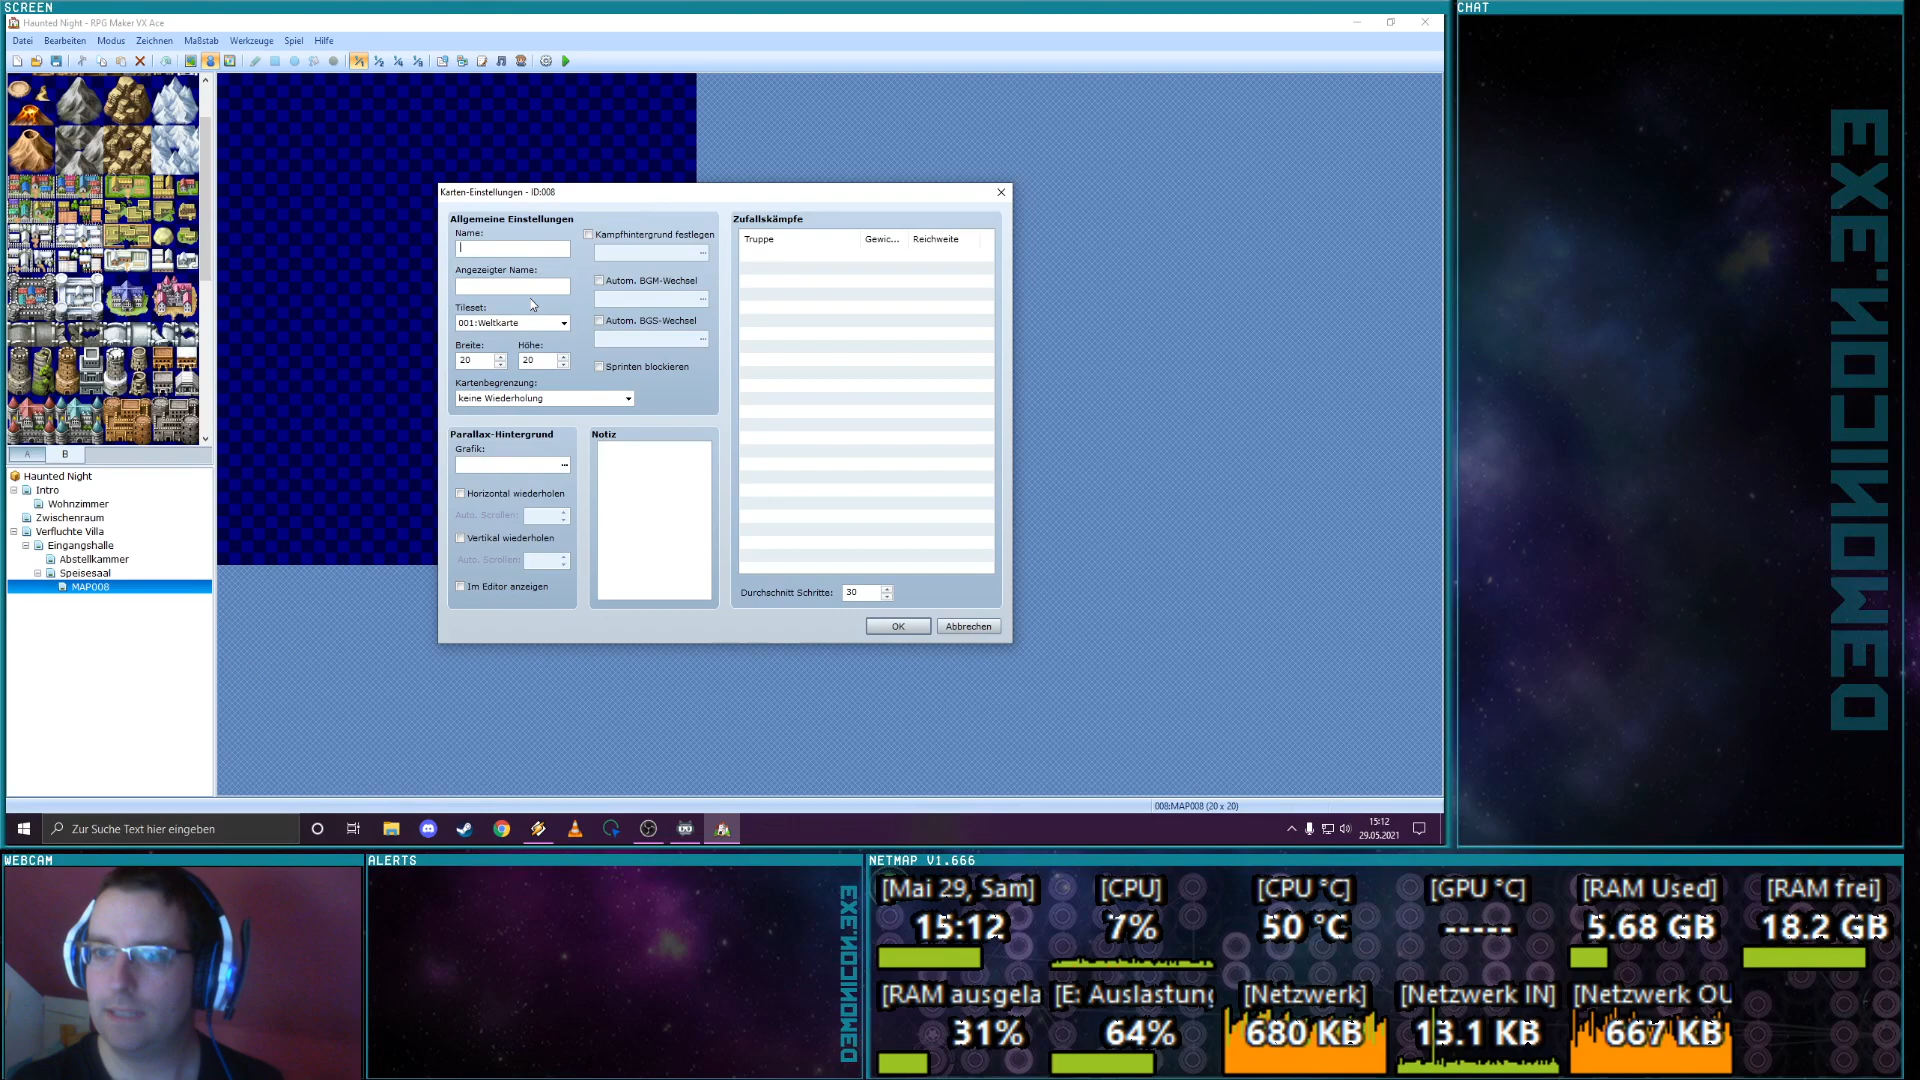 SCREEN
CHAT
Haunted Night - RPG Maker VX Ace
Datei Bearbeiten Modus Zeichnen Maßstab Werkzeuge Spiel Hilfe
Karten-Einstellungen - ID:008
Allgemeine Einstellungen
Name:
Kampfhintergrund festlegen
Angezeigter Name:
Autom. BGM-Wechsel
Tileset:
001:Weltkarte
Autom. BGS-Wechsel
Breite: Höhe:
20 20
Sprinten blockieren
Kartenbegrenzung:
keine Wiederholung
Parallax-Hintergrund
Grafik:
Horizontal wiederholen
Auto. Scrollen:
Vertikal wiederholen
Auto. Scrollen:
Im Editor anzeigen
Notiz
Zufallskämpfe
Truppe Gewic... Reichweite
Durchschnitt Schritte: 30
OK Abbrechen
A B
Haunted Night
Intro
Wohnzimmer
Zwischenraum
Verfluchte Villa
Eingangshalle
Abstellkammer
Speisesaal
MAP008
008:MAP008 (20 x 20)
Zur Suche Text hier eingeben
15:12
29.05.2021
WEBCAM
ALERTS
NETMAP V1.666
[Mai 29, Sam] [CPU] [CPU °C] [GPU °C] [RAM Used] [RAM frei]
15:12 7% 50 °C ----- 5.68 GB 18.2 GB
[RAM ausgela [E: Auslastung [Netzwerk] [Netzwerk IN] [Netzwerk OU
31% 64% 680 KB 13.1 KB 667 KB